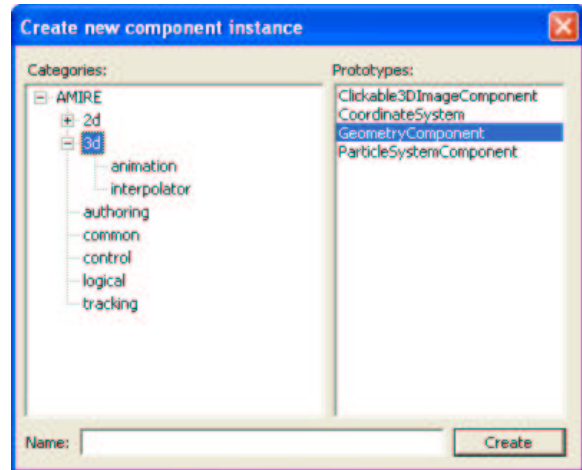 Create new component instance
Categories:
AMIRE
2d
3d
animation
interpolator
authoring
common
control
logical
tracking
Prototypes:
Clickable3DImageComponent
CoordinateSystem
GeometryComponent
ParticleSystemComponent
Name:
Create